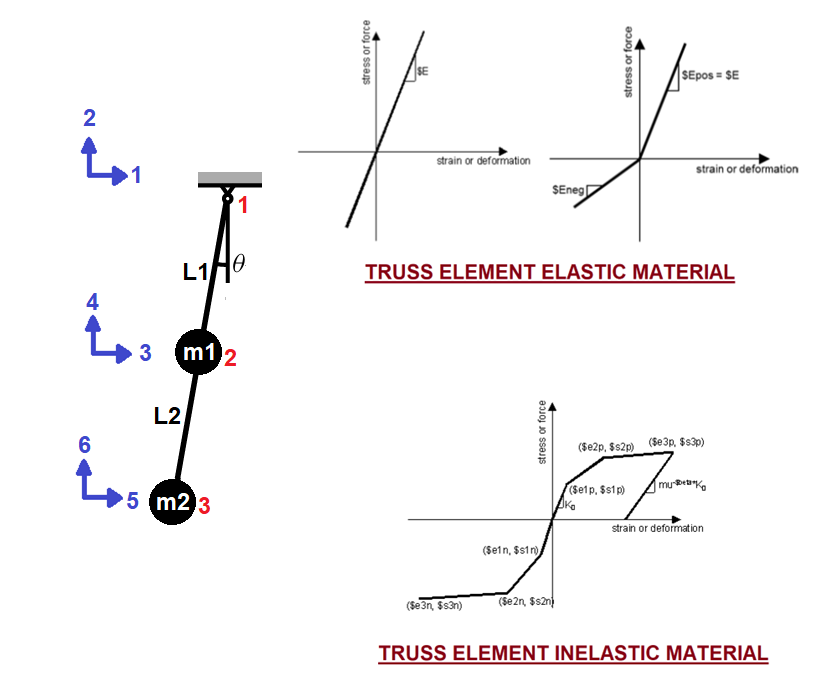 2
1
1
L1
θ
4
3
m1
2
L2
6
5
m2
3
stress or force
$E
strain or deformation
stress or force
$Epos = $E
strain or deformation
$Eneg
TRUSS ELEMENT ELASTIC MATERIAL
stress or force
($e2p, $s2p)
($e3p, $s3p)
($e1p, $s1p)
K0
strain or deformation
($e1n, $s1n)
($e2n, $s2n)
($e3n, $s3n)
TRUSS ELEMENT INELASTIC MATERIAL